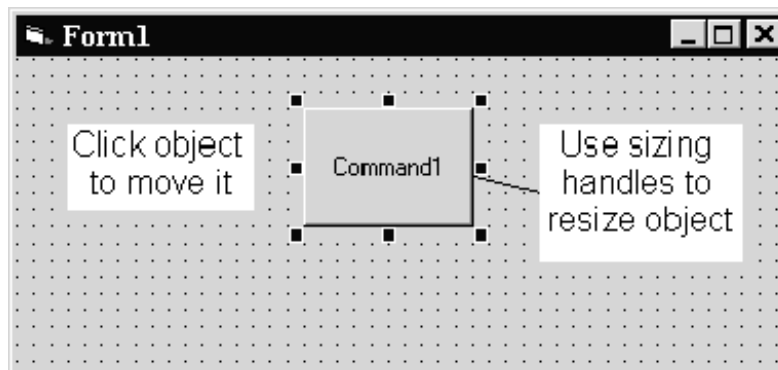 Form1
Click object
to move it
Command1
Use sizing
handles to
resize object